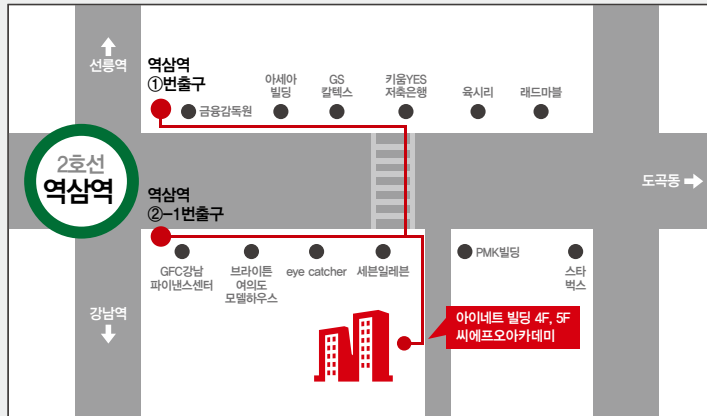 선릉역
역삼역
①번출구
금융감독원
아세아
빌딩
GS
칼텍스
키움YES
저축은행
육시리
래드마블
2호선
역삼역
도곡동
역삼역
②-1번출구
GFC강남
파이낸스센터
브라이튼
여의도
모델하우스
eye catcher
세븐일레븐
PMK빌딩
스타
벅스
강남역
아이네트 빌딩 4F, 5F
씨에프오아카데미